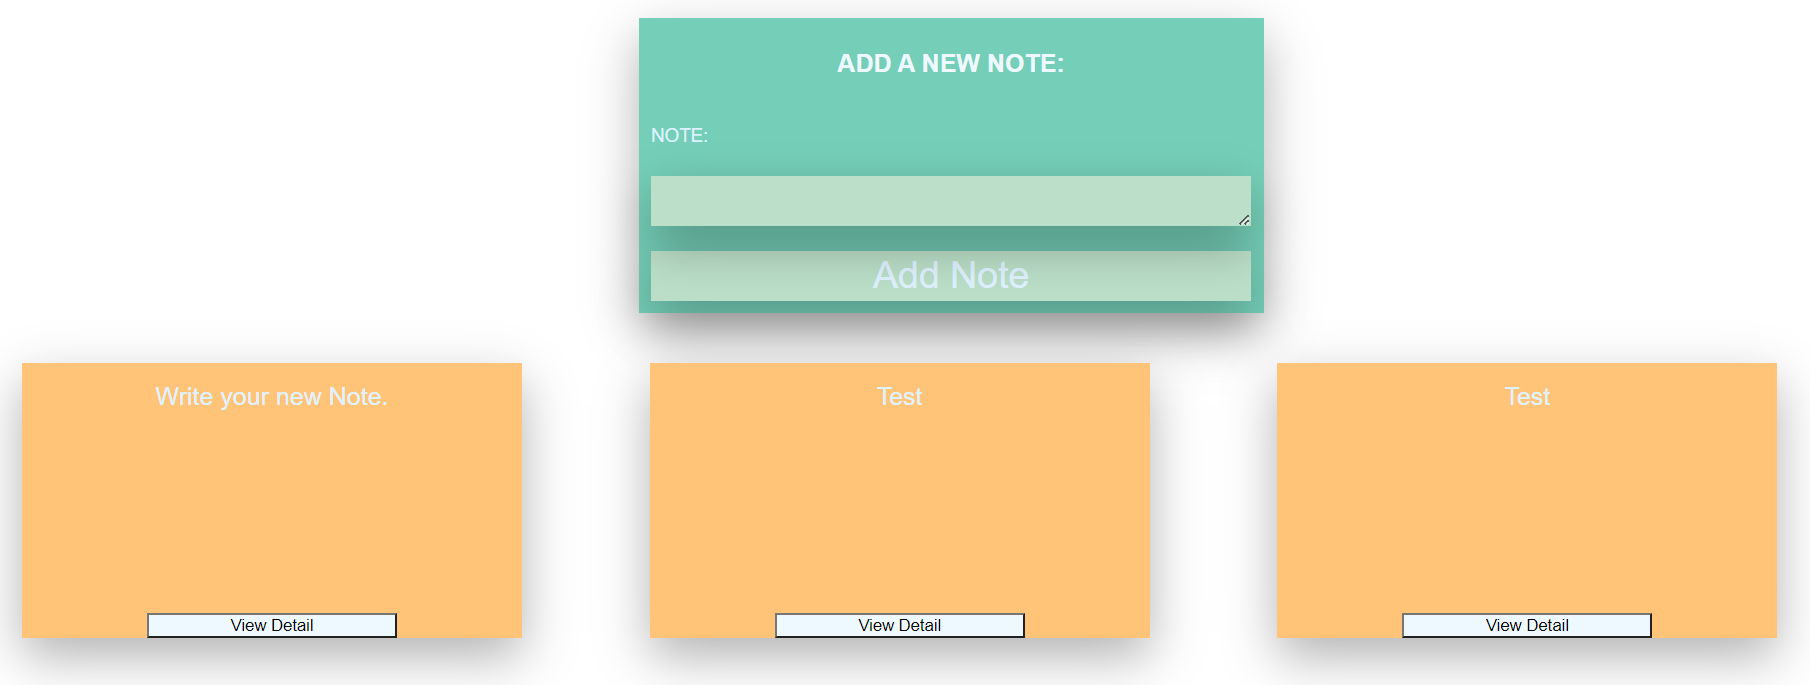 ADD A NEW NOTE:
NOTE:
Add Note
Write your new Note.
Test
Test
View Detail
View Detail
View Detail